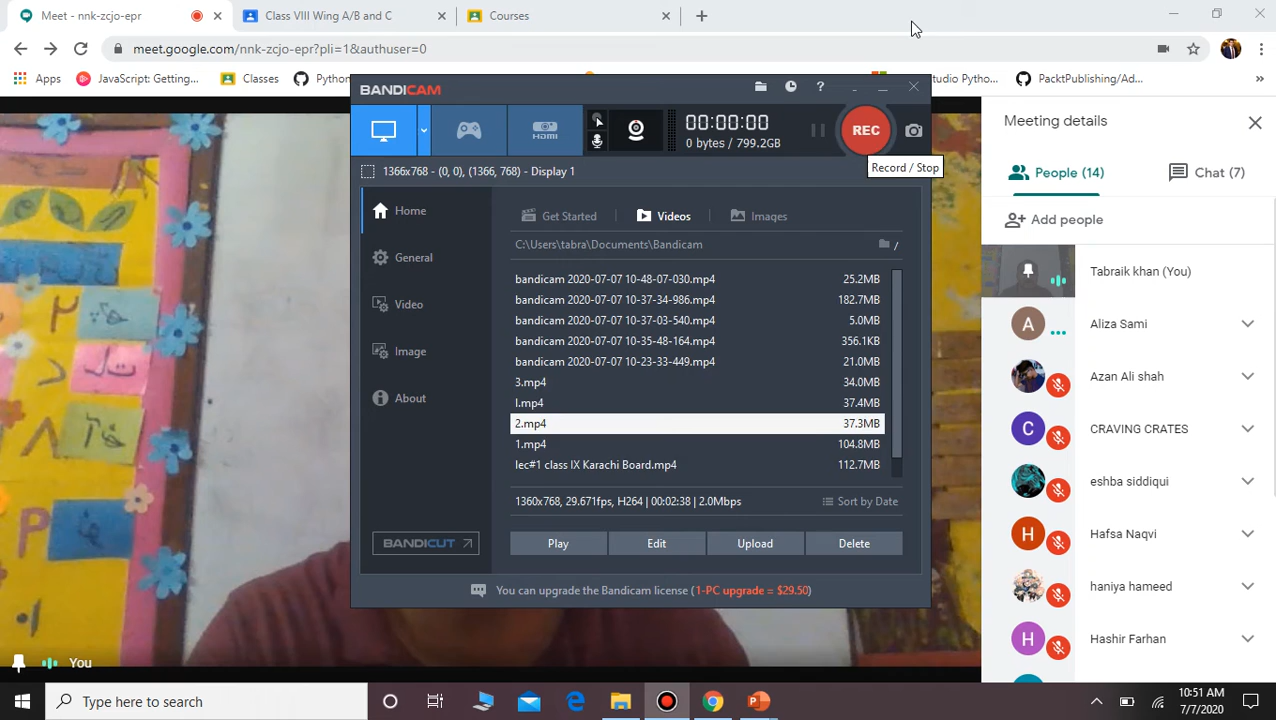 Meet - nnk-zcjo-epr
Class VIII Wing A/B and C
Courses
meet.google.com/nnk-zcjo-epr?pli=1&authuser=0
Apps
JavaScript: Getting...
Classes
Python
tudio Python...
PacktPublishing/Ad...
»
BANDICAM
?
HDMI
00:00:00
0 bytes / 799.2GB
REC
Record / Stop
1366x768 - (0, 0), (1366, 768) - Display 1
Home
General
Video
Image
About
Get Started
Videos
Images
C:\Users\tabra\Documents\Bandicam
/
bandicam 2020-07-07 10-48-07-030.mp4 25.2MB
bandicam 2020-07-07 10-37-34-986.mp4 182.7MB
bandicam 2020-07-07 10-37-03-540.mp4 5.0MB
bandicam 2020-07-07 10-35-48-164.mp4 356.1KB
bandicam 2020-07-07 10-23-33-449.mp4 21.0MB
3.mp4 34.0MB
l.mp4 37.4MB
2.mp4 37.3MB
1.mp4 104.8MB
lec#1 class IX Karachi Board.mp4 112.7MB
1360x768, 29.671fps, H264 | 00:02:38 | 2.0Mbps
Sort by Date
BANDICUT
Play
Edit
Upload
Delete
You can upgrade the Bandicam license (1-PC upgrade = $29.50)
Meeting details
People (14)
Chat (7)
Add people
Tabraik khan (You)
A
Aliza Sami
Azan Ali shah
C
CRAVING CRATES
eshba siddiqui
H
Hafsa Naqvi
haniya hameed
H
Hashir Farhan
You
Type here to search
10:51 AM
7/7/2020